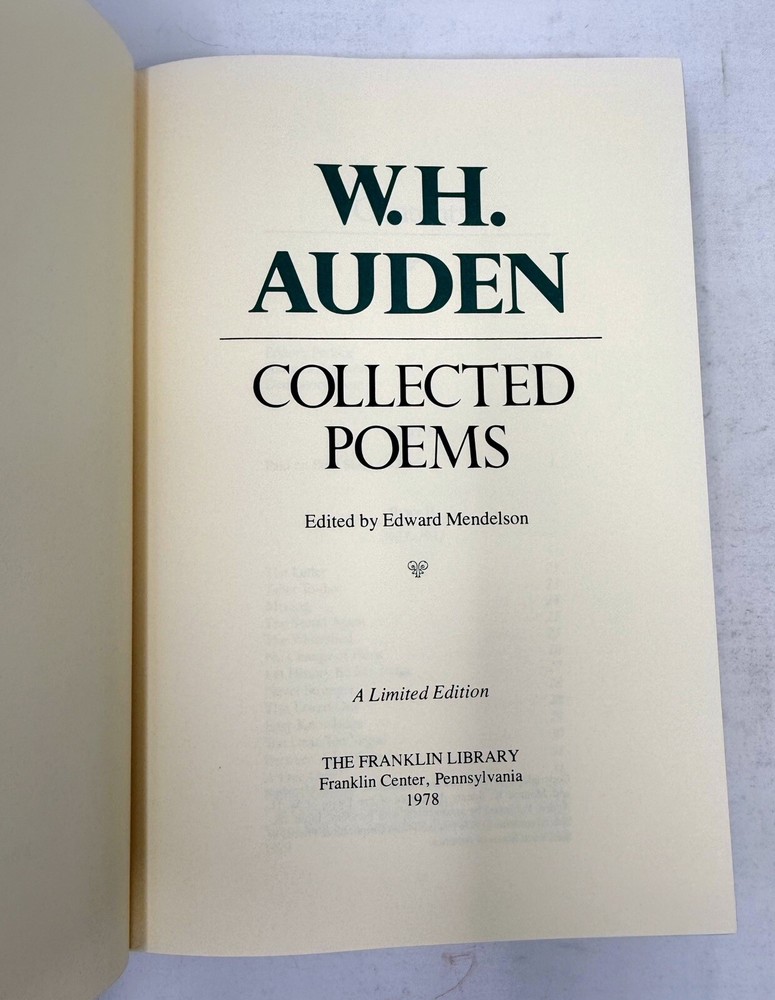 W.H.
AUDEN
COLLECTED
POEMS
Edited by Edward Mendelson
A Limited Edition
THE FRANKLIN LIBRARY
Franklin Center, Pennsylvania
1978